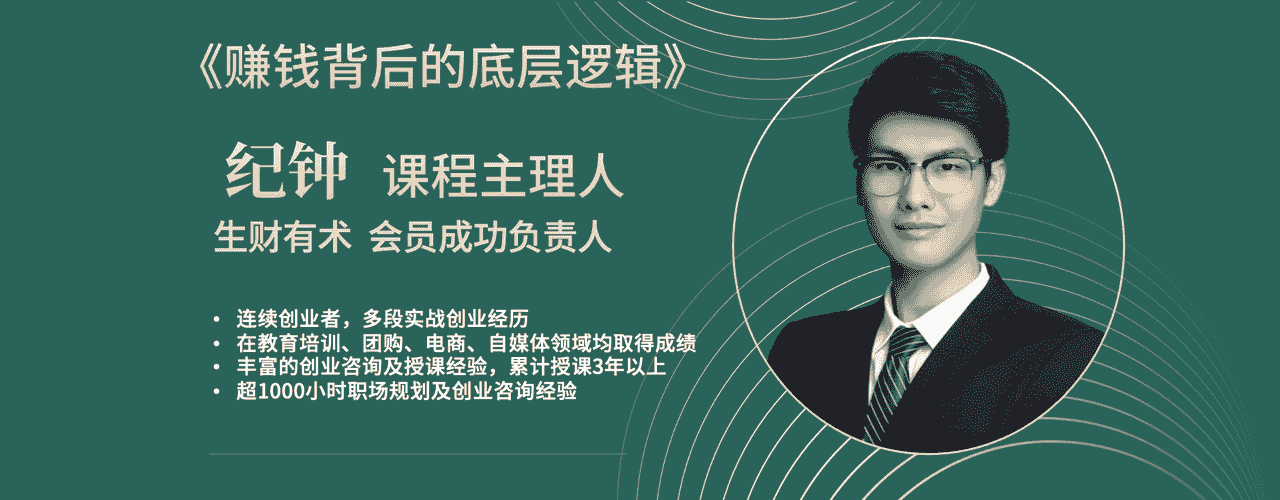 《赚钱背后的底层逻辑》
纪钟 课程主理人
生财有术 会员成功负责人
• 连续创业者，多段实战创业经历
• 在教育培训、团购、电商、自媒体领域均取得成绩
• 丰富的创业咨询及授课经验，累计授课3年以上
• 超1000小时职场规划及创业咨询经验